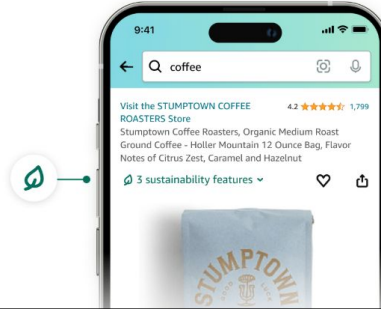 9:41
coffee
Visit the STUMPTOWN COFFEE 4.2 1,799
ROASTERS Store
Stumptown Coffee Roasters, Organic Medium Roast
Ground Coffee - Holler Mountain 12 Ounce Bag, Flavor
Notes of Citrus Zest, Caramel and Hazelnut
3 sustainability features
STUMPTOWN